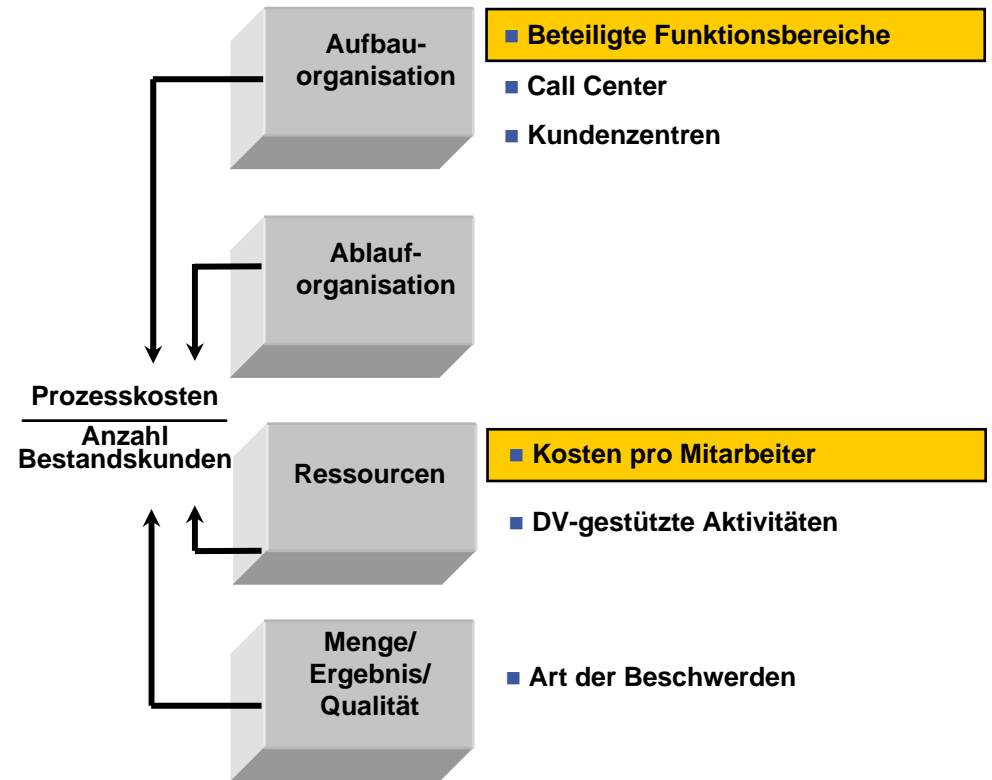 Aufbau-
organisation
■ Beteiligte Funktionsbereiche
■ Call Center
■ Kundenzentren
Ablauf-
organisation
Prozesskosten
Anzahl
Bestandskunden
Ressourcen
■ Kosten pro Mitarbeiter
■ DV-gestützte Aktivitäten
Menge/
Ergebnis/
Qualität
■ Art der Beschwerden